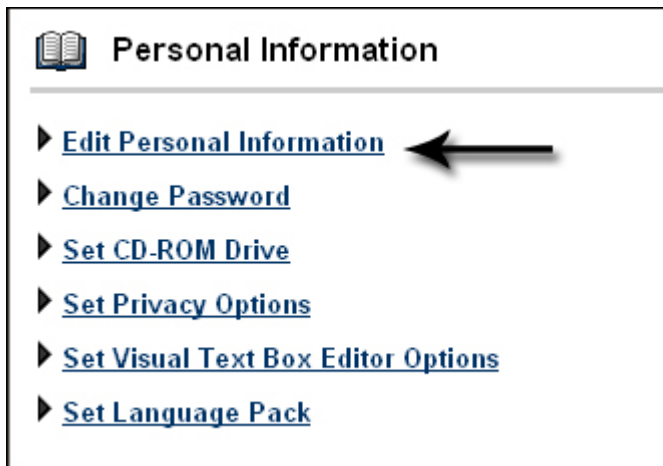 Personal Information
Edit Personal Information
Change Password
Set CD-ROM Drive
Set Privacy Options
Set Visual Text Box Editor Options
Set Language Pack